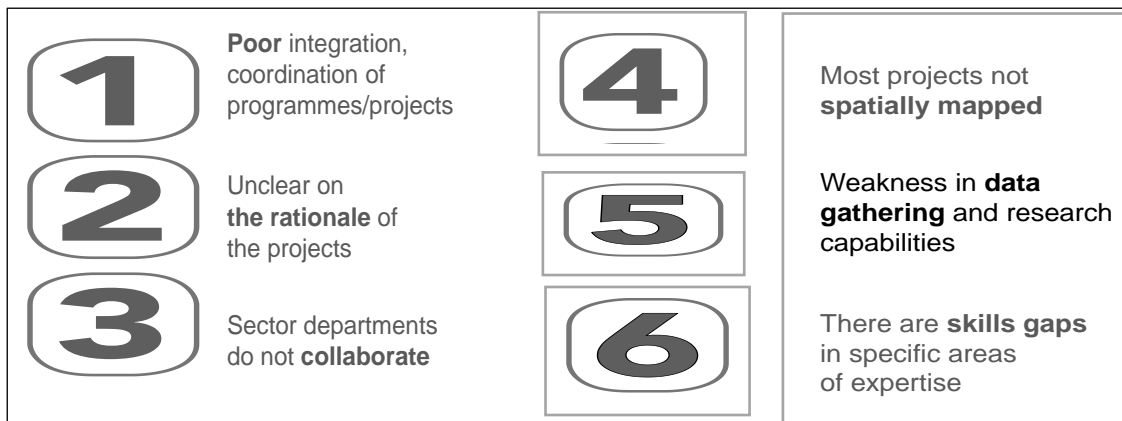 1
Poor integration,
coordination of
programmes/projects
2
Unclear on
the rationale of
the projects
3
Sector departments
do not collaborate
4
Most projects not
spatially mapped
5
Weakness in data
gathering and research
capabilities
6
There are skills gaps
in specific areas
of expertise